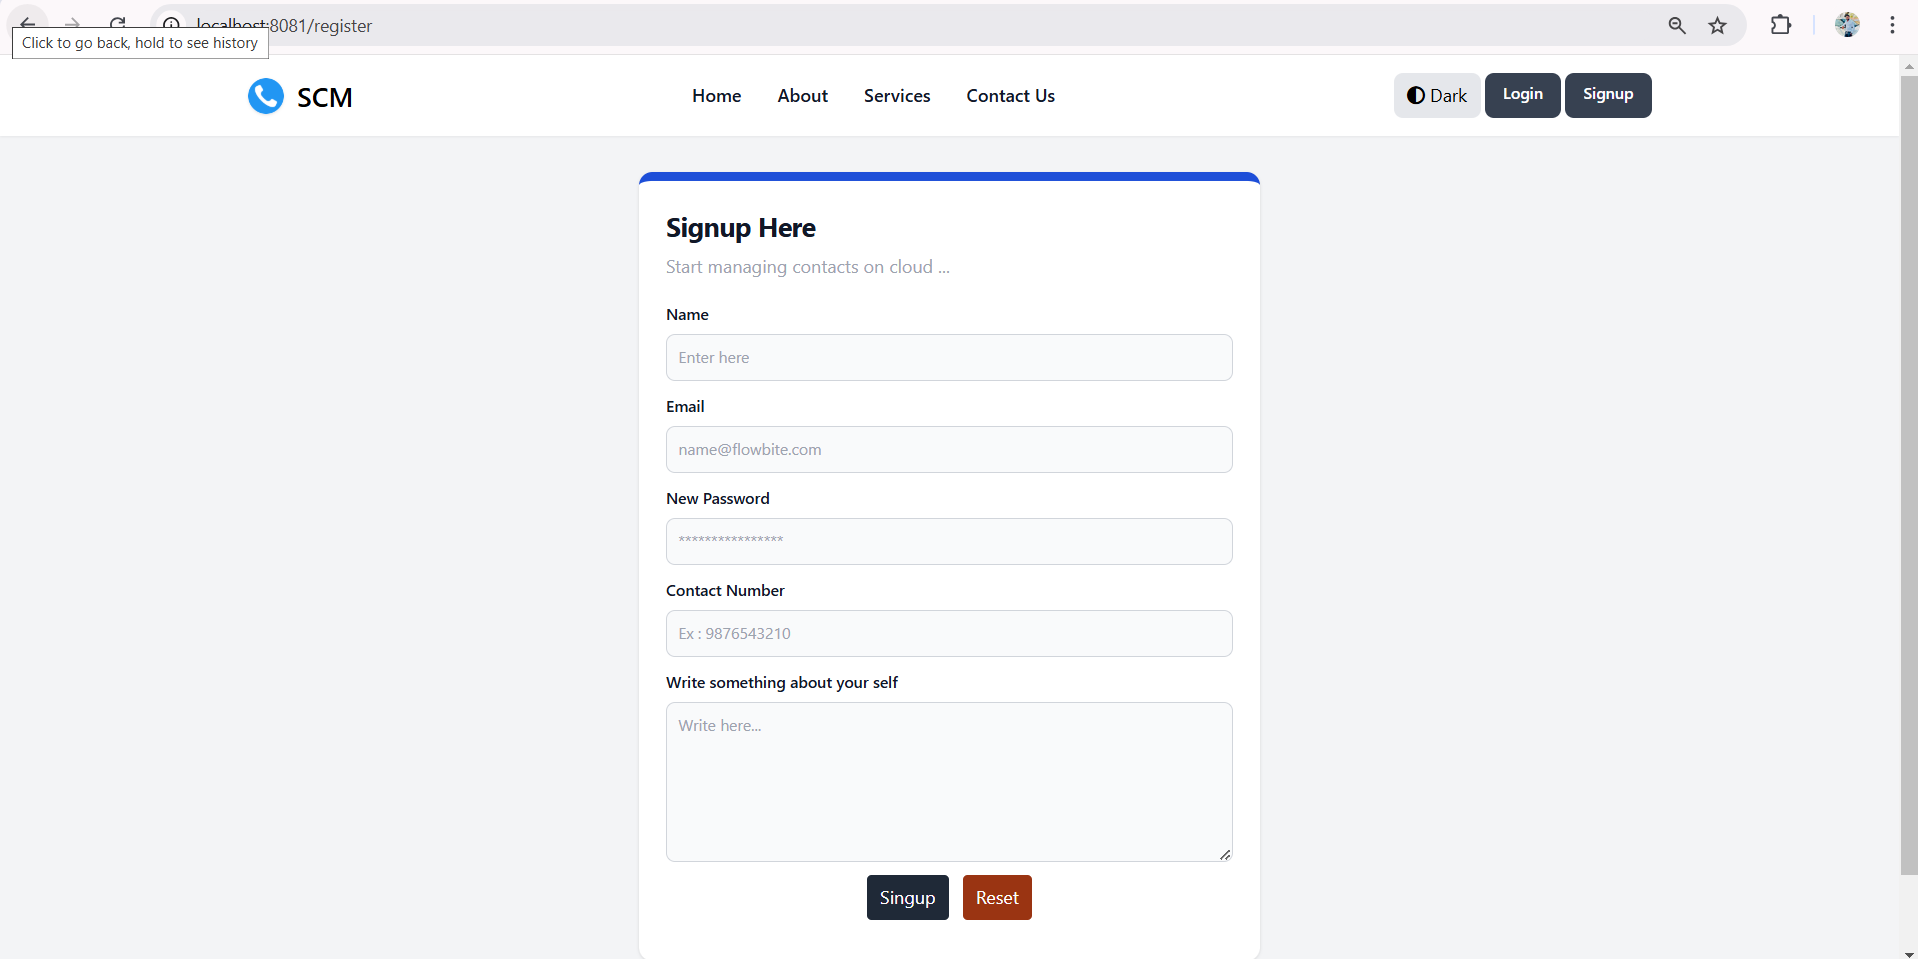 localhost:8081/register
Click to go back, hold to see history
SCM
Home About Services Contact Us
Dark Login Signup
Signup Here
Start managing contacts on cloud ...
Name
Enter here
Email
name@flowbite.com
New Password
****************
Contact Number
Ex : 9876543210
Write something about your self
Write here...
Singup Reset